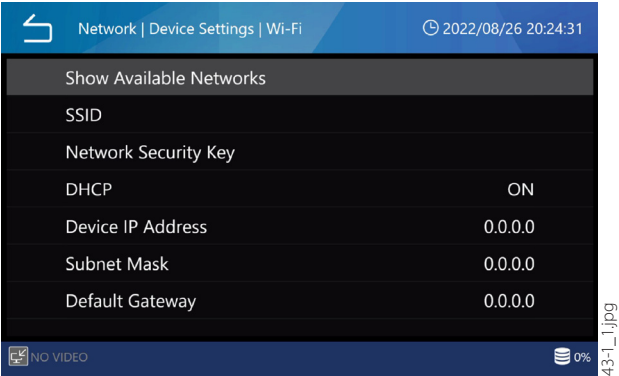 Network | Device Settings | Wi-Fi 2022/08/26 20:24:31
Show Available Networks
SSID
Network Security Key
DHCP ON
Device IP Address 0.0.0.0
Subnet Mask 0.0.0.0
Default Gateway 0.0.0.0
NO VIDEO 0%
43-1_1.jpg